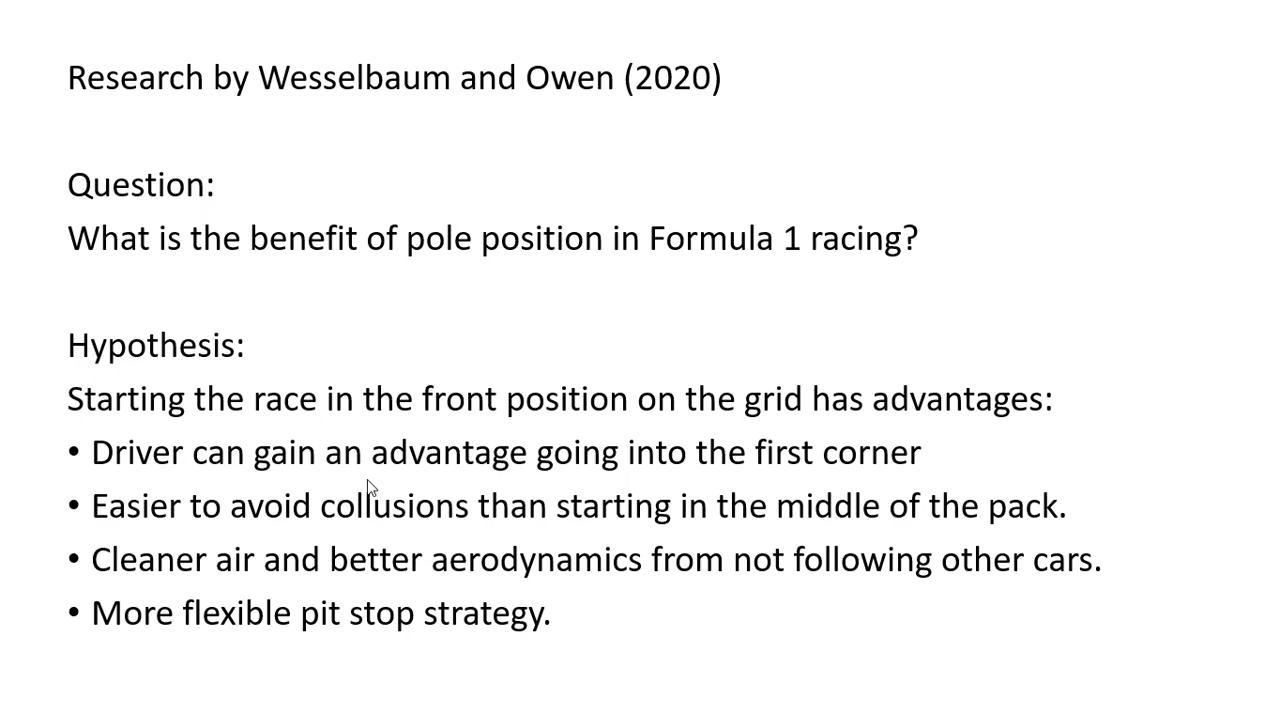 Research by Wesselbaum and Owen (2020)
Question:
What is the benefit of pole position in Formula 1 racing?
Hypothesis:
Starting the race in the front position on the grid has advantages:
• Driver can gain an advantage going into the first corner
• Easier to avoid collusions than starting in the middle of the pack.
• Cleaner air and better aerodynamics from not following other cars.
• More flexible pit stop strategy.